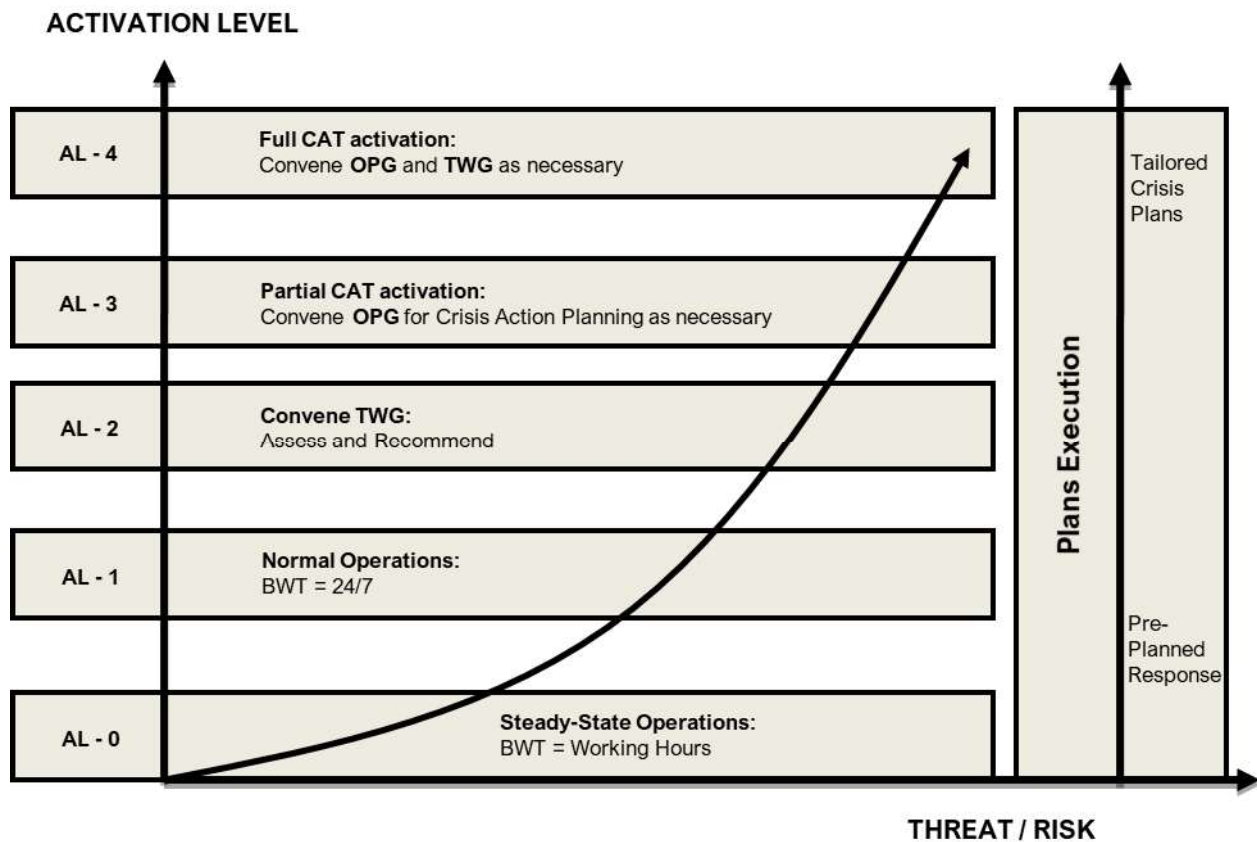 ACTIVATION LEVEL
AL - 4
Full CAT activation:
Convene OPG and TWG as necessary
AL - 3
Partial CAT activation:
Convene OPG for Crisis Action Planning as necessary
AL - 2
Convene TWG:
Assess and Recommend
AL - 1
Normal Operations:
BWT = 24/7
AL - 0
Steady-State Operations:
BWT = Working Hours
Plans Execution
Tailored
Crisis
Plans
Pre-
Planned
Response
THREAT / RISK